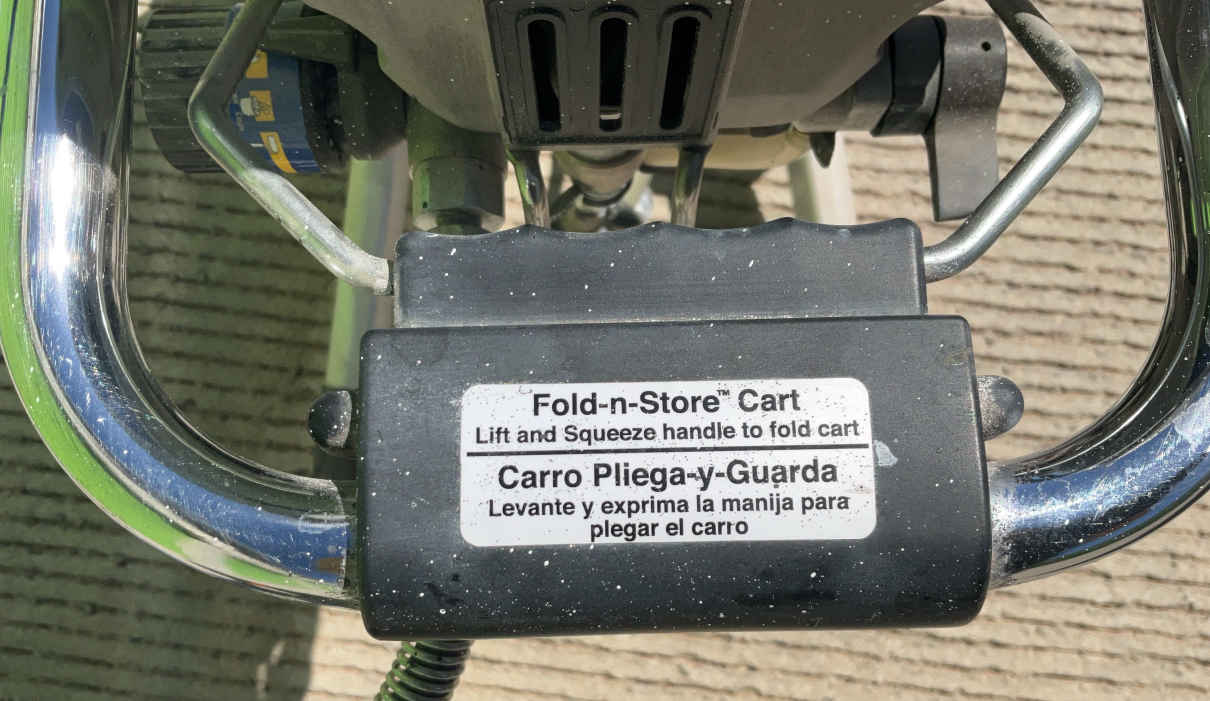 Fold-n-Store™ Cart
Lift and Squeeze handle to fold cart
Carro Pliega-y-Guarda
Levante y exprima la manija para
plegar el carro